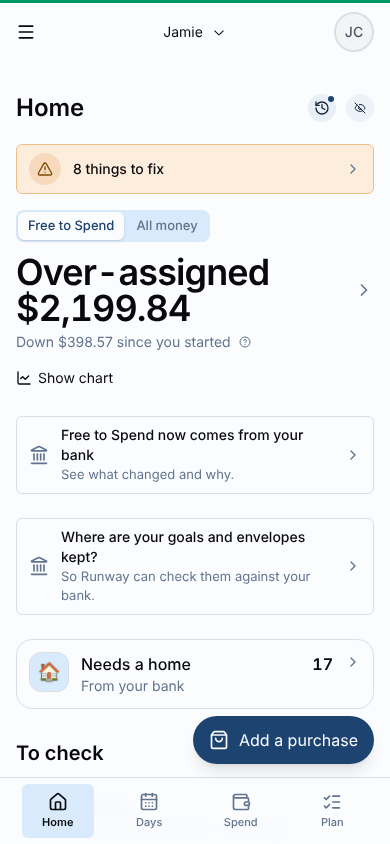 Jamie
JC
Home
8 things to fix
Free to Spend
All money
Over-assigned
$2,199.84
Down $398.57 since you started
Show chart
Free to Spend now comes from your
bank
See what changed and why.
Where are your goals and envelopes
kept?
So Runway can check them against your
bank.
Needs a home
17
From your bank
To check
Add a purchase
Home
Days
Spend
Plan